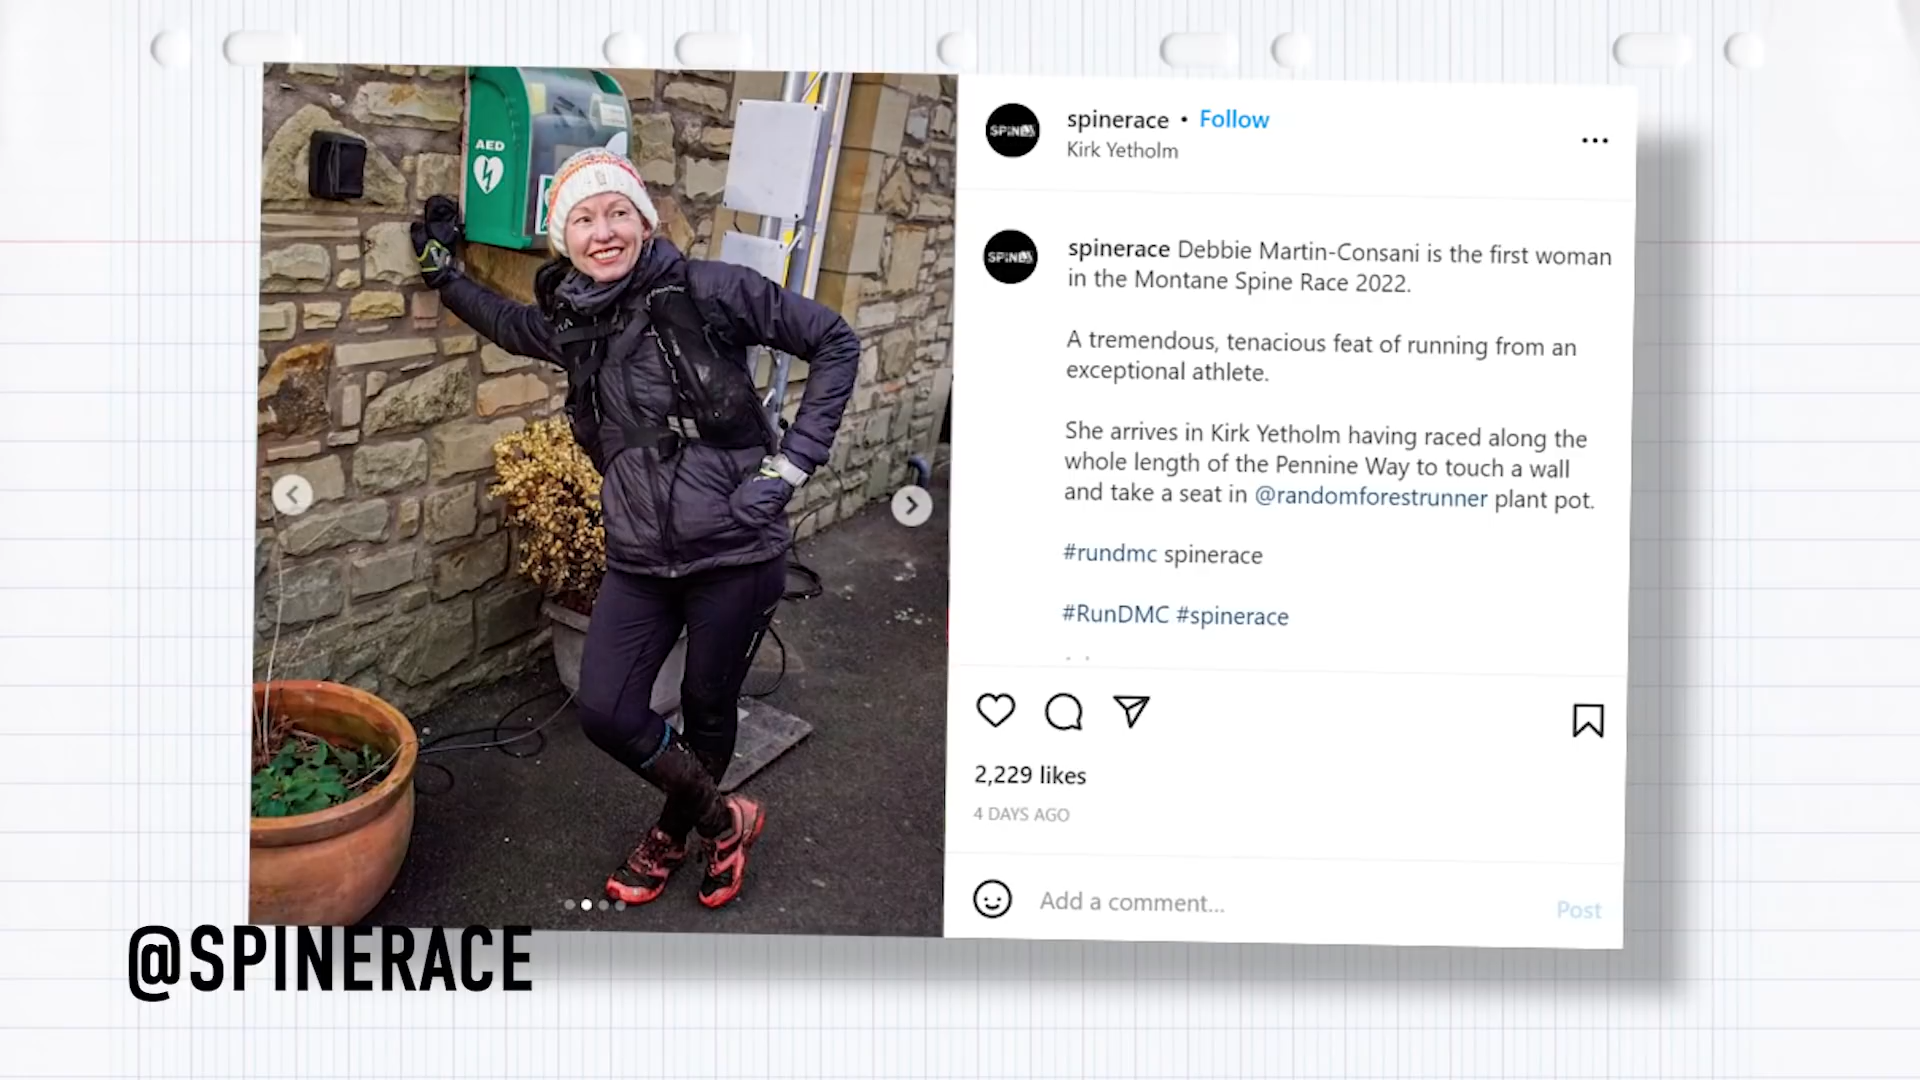 AED
SPINE
spinerace • Follow
Kirk Yetholm
SPINE
spinerace Debbie Martin-Consani is the first woman
in the Montane Spine Race 2022.
A tremendous, tenacious feat of running from an
exceptional athlete.
She arrives in Kirk Yetholm having raced along the
whole length of the Pennine Way to touch a wall
and take a seat in @randomforestrunner plant pot.
#rundmc spinerace
#RunDMC #spinerace
2,229 likes
4 DAYS AGO
Add a comment...
Post
@SPINERACE